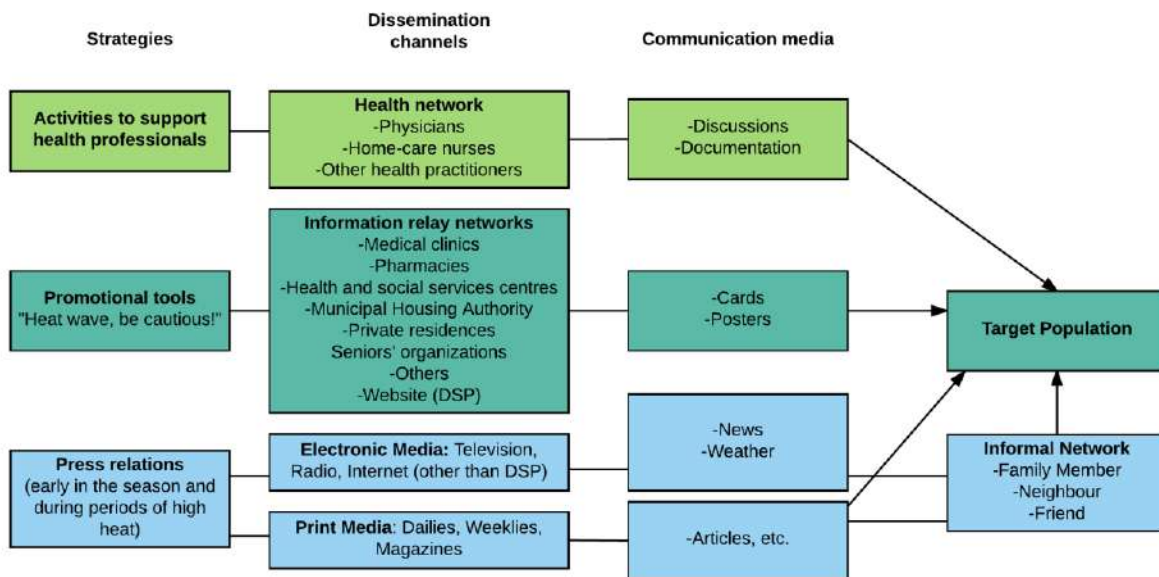 Strategies
Dissemination
channels
Communication media
Activities to support
health professionals
Health network
-Physicians
-Home-care nurses
-Other health practitioners
-Discussions
-Documentation
Promotional tools
"Heat wave, be cautious!"
Information relay networks
-Medical clinics
-Pharmacies
-Health and social services centres
-Municipal Housing Authority
-Private residences
Seniors' organizations
-Others
-Website (DSP)
-Cards
-Posters
Target Population
Press relations
(early in the season and
during periods of high
heat)
Electronic Media: Television,
Radio, Internet (other than DSP)
-News
-Weather
Print Media: Dailies, Weeklies,
Magazines
-Articles, etc.
Informal Network
-Family Member
-Neighbour
-Friend